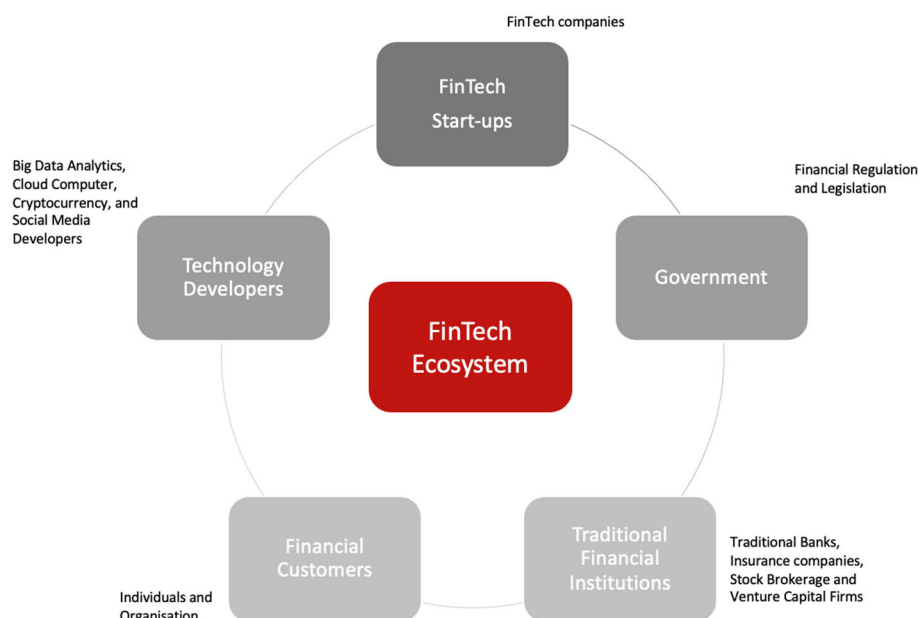 FinTech companies
FinTech
Start-ups
Big Data Analytics,
Cloud Computer,
Cryptocurrency, and
Social Media
Developers
Financial Regulation
and Legislation
Technology
Developers
Government
FinTech
Ecosystem
Financial
Customers
Traditional
Financial
Institutions
Traditional Banks,
Insurance companies,
Stock Brokerage and
Venture Capital Firms
Individuals and
Organisation